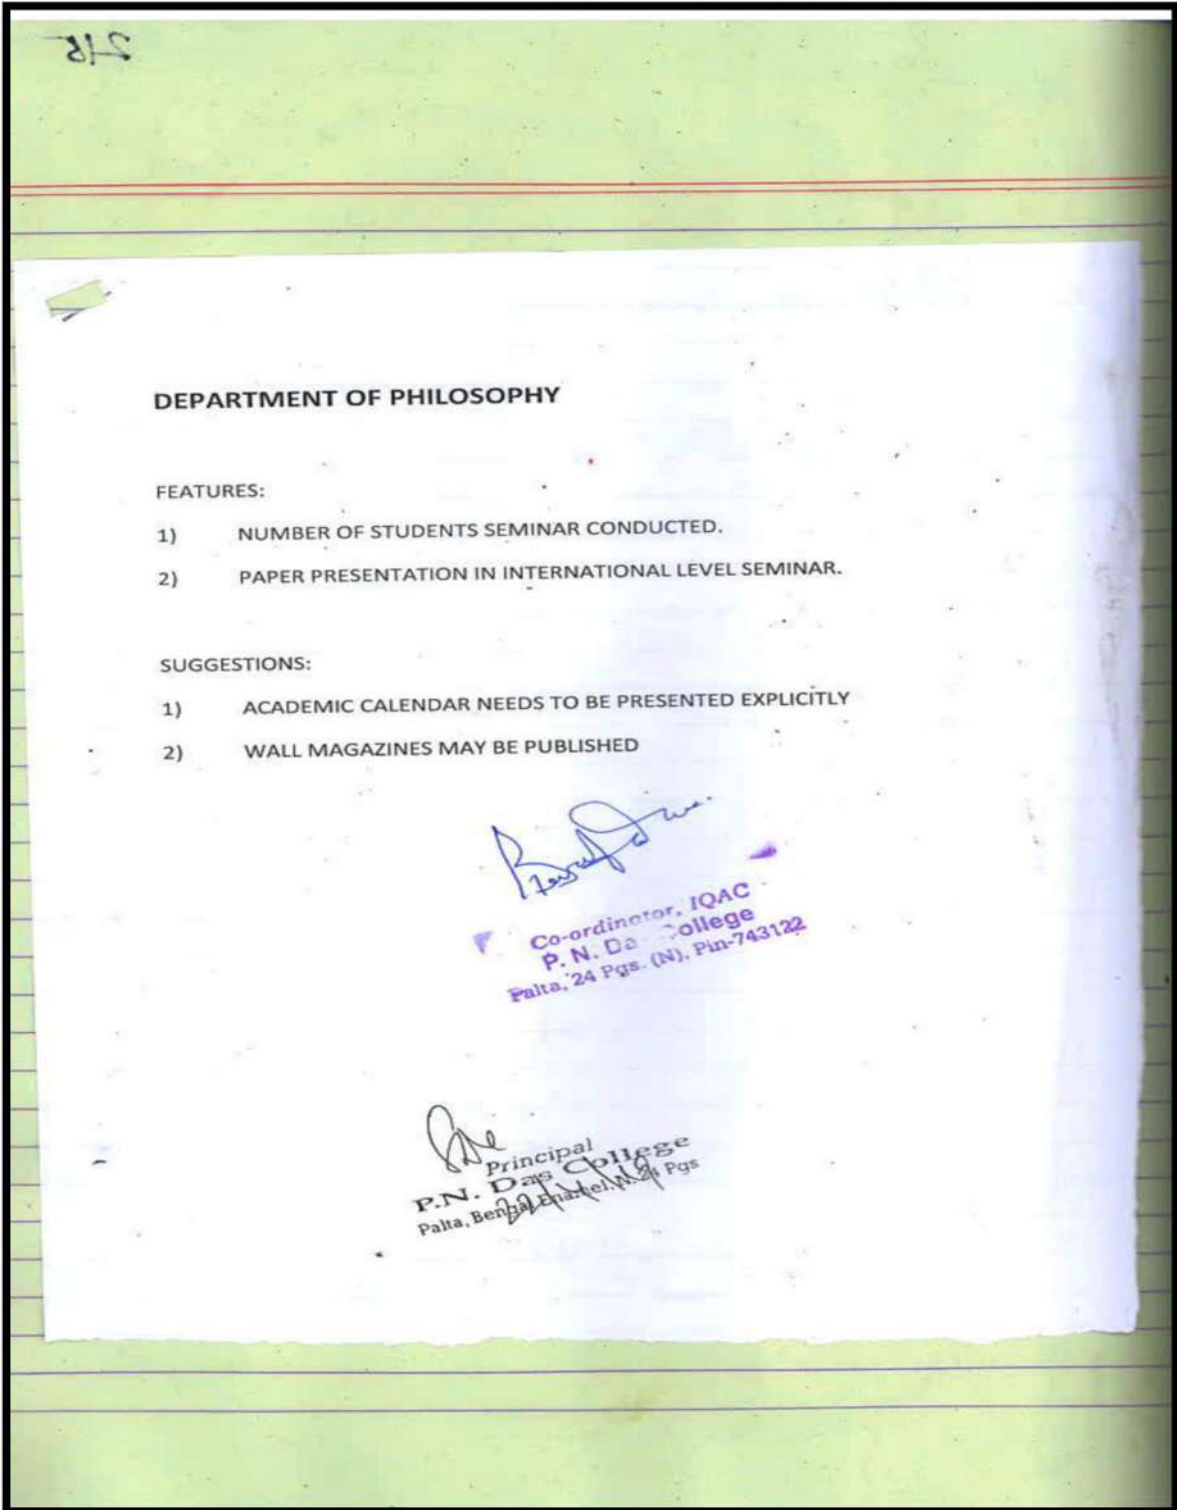 DEPARTMENT OF PHILOSOPHY
FEATURES:
1) NUMBER OF STUDENTS SEMINAR CONDUCTED.
2) PAPER PRESENTATION IN INTERNATIONAL LEVEL SEMINAR.
SUGGESTIONS:
1) ACADEMIC CALENDAR NEEDS TO BE PRESENTED EXPLICITLY
2) WALL MAGAZINES MAY BE PUBLISHED
Co-ordinator, IQAC
P. N. Da ollege
Palta, 24 Pgs. (N), Pin-743122
Principal
P.N. Das College
Palta, Bengal Enamel, N. 24 Pgs